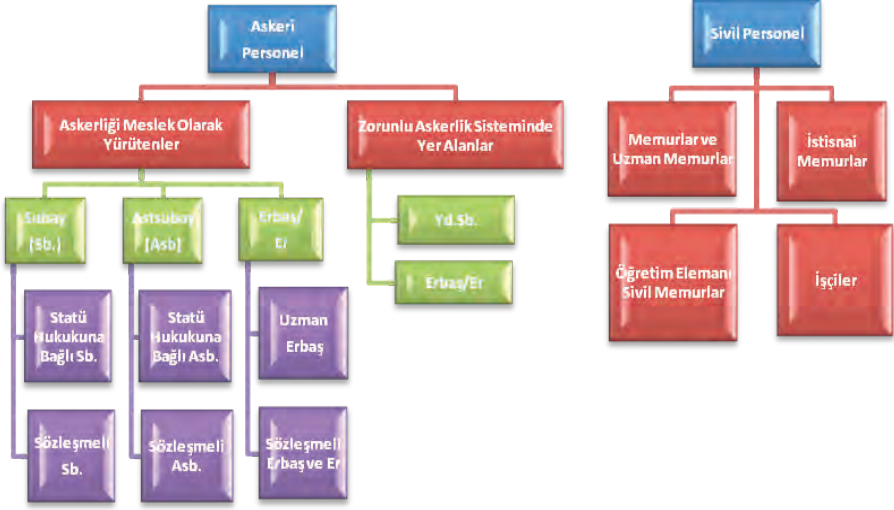 Askeri
Personel
Sivil Personel
Askerliği Meslek Olarak
Yürütenler
Zorunlu Askerlik Sisteminde
Yer Alanlar
Memurlar ve
Uzman Memurlar
İstisnai
Memurlar
Subay
(Sb.)
Astsubay
[Asb]
Erbaş/
Er
Yd.Sb.
Erbaş/Er
Öğretim Elemanı
Sivil Memurlar
İşçiler
Statü
Hukukuna
Bağlı Sb.
Statü
Hukukuna
Bağlı Asb.
Uzman
Erbaş
Sözleşmeli
Sb.
Sözleşmeli
Asb.
Sözleşmeli
Erbaş ve Er